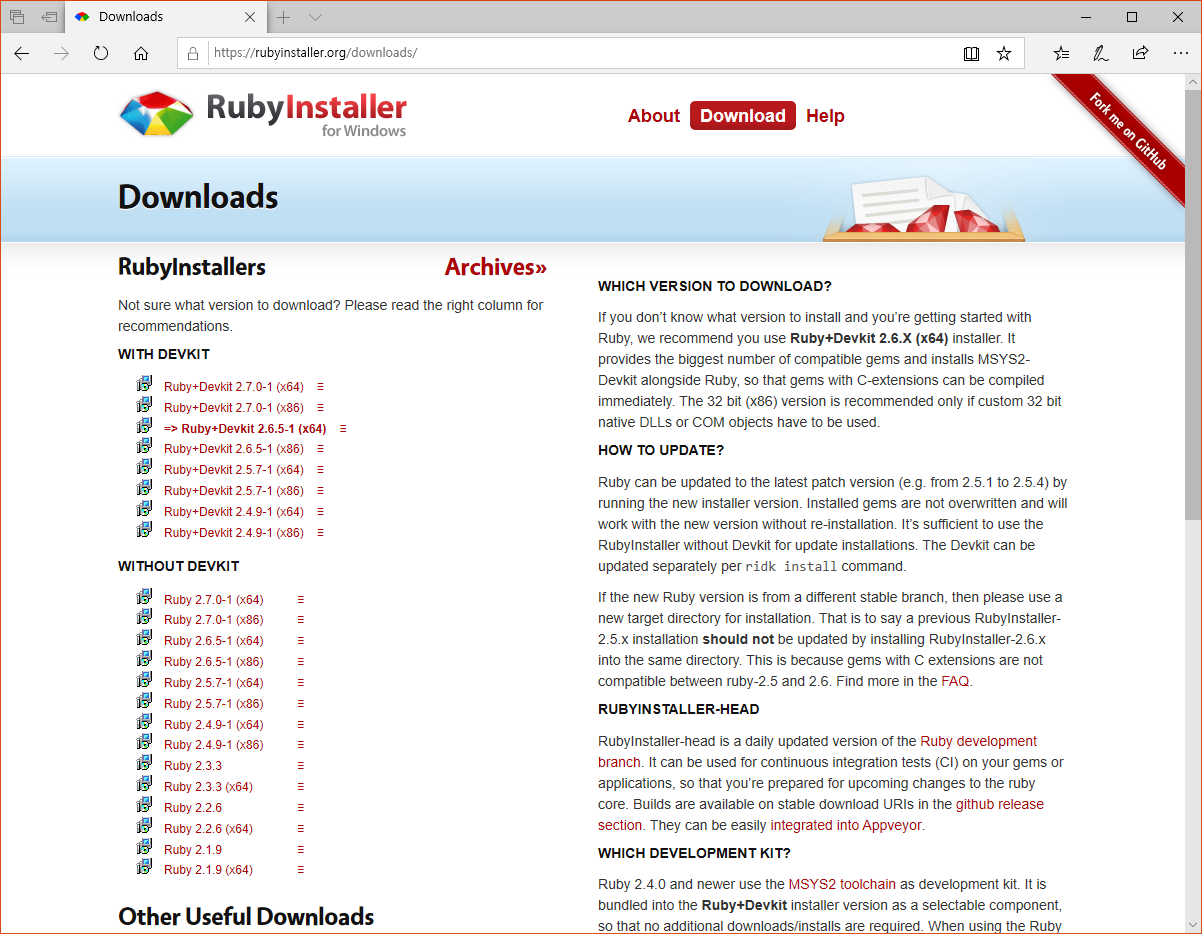 Downloads
https://rubyinstaller.org/downloads/
RubyInstaller
for Windows
About Download Help
Fork me on GitHub
Downloads
RubyInstallers Archives»
Not sure what version to download? Please read the right column for
recommendations.
WITH DEVKIT
Ruby+Devkit 2.7.0-1 (x64)
Ruby+Devkit 2.7.0-1 (x86)
=> Ruby+Devkit 2.6.5-1 (x64)
Ruby+Devkit 2.6.5-1 (x86)
Ruby+Devkit 2.5.7-1 (x64)
Ruby+Devkit 2.5.7-1 (x86)
Ruby+Devkit 2.4.9-1 (x64)
Ruby+Devkit 2.4.9-1 (x86)
WITHOUT DEVKIT
Ruby 2.7.0-1 (x64)
Ruby 2.7.0-1 (x86)
Ruby 2.6.5-1 (x64)
Ruby 2.6.5-1 (x86)
Ruby 2.5.7-1 (x64)
Ruby 2.5.7-1 (x86)
Ruby 2.4.9-1 (x64)
Ruby 2.4.9-1 (x86)
Ruby 2.3.3
Ruby 2.3.3 (x64)
Ruby 2.2.6
Ruby 2.2.6 (x64)
Ruby 2.1.9
Ruby 2.1.9 (x64)
Other Useful Downloads
WHICH VERSION TO DOWNLOAD?
If you don’t know what version to install and you’re getting started with
Ruby, we recommend you use Ruby+Devkit 2.6.X (x64) installer. It
provides the biggest number of compatible gems and installs MSYS2-
Devkit alongside Ruby, so that gems with C-extensions can be compiled
immediately. The 32 bit (x86) version is recommended only if custom 32 bit
native DLLs or COM objects have to be used.
HOW TO UPDATE?
Ruby can be updated to the latest patch version (e.g. from 2.5.1 to 2.5.4) by
running the new installer version. Installed gems are not overwritten and will
work with the new version without re-installation. It’s sufficient to use the
RubyInstaller without Devkit for update installations. The Devkit can be
updated separately per ridk install command.
If the new Ruby version is from a different stable branch, then please use a
new target directory for installation. That is to say a previous RubyInstaller-
2.5.x installation should not be updated by installing RubyInstaller-2.6.x
into the same directory. This is because gems with C extensions are not
compatible between ruby-2.5 and 2.6. Find more in the FAQ.
RUBYINSTALLER-HEAD
RubyInstaller-head is a daily updated version of the Ruby development
branch. It can be used for continuous integration tests (CI) on your gems or
applications, so that you’re prepared for upcoming changes to the ruby
core. Builds are available on stable download URIs in the github release
section. They can be easily integrated into Appveyor.
WHICH DEVELOPMENT KIT?
Ruby 2.4.0 and newer use the MSYS2 toolchain as development kit. It is
bundled into the Ruby+Devkit installer version as a selectable component,
so that no additional downloads/installs are required. When using the Ruby